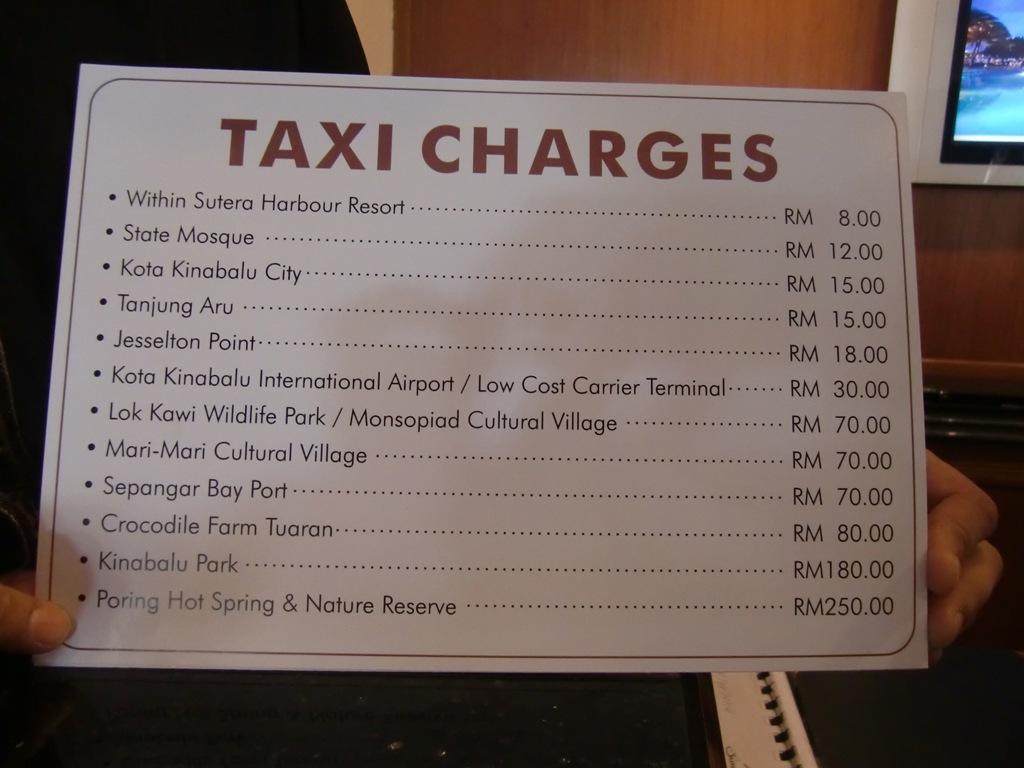 TAXI CHARGES
• Within Sutera Harbour Resort ........ RM 8.00
• State Mosque ........ RM 12.00
• Kota Kinabalu City ........ RM 15.00
• Tanjung Aru ........ RM 15.00
• Jesselton Point ........ RM 18.00
• Kota Kinabalu International Airport / Low Cost Carrier Terminal ....... RM 30.00
• Lok Kawi Wildlife Park / Monsopiad Cultural Village ........ RM 70.00
• Mari-Mari Cultural Village ........ RM 70.00
• Sepangar Bay Port ........ RM 70.00
• Crocodile Farm Tuaran ........ RM 80.00
• Kinabalu Park ........ RM180.00
• Poring Hot Spring & Nature Reserve ........ RM250.00